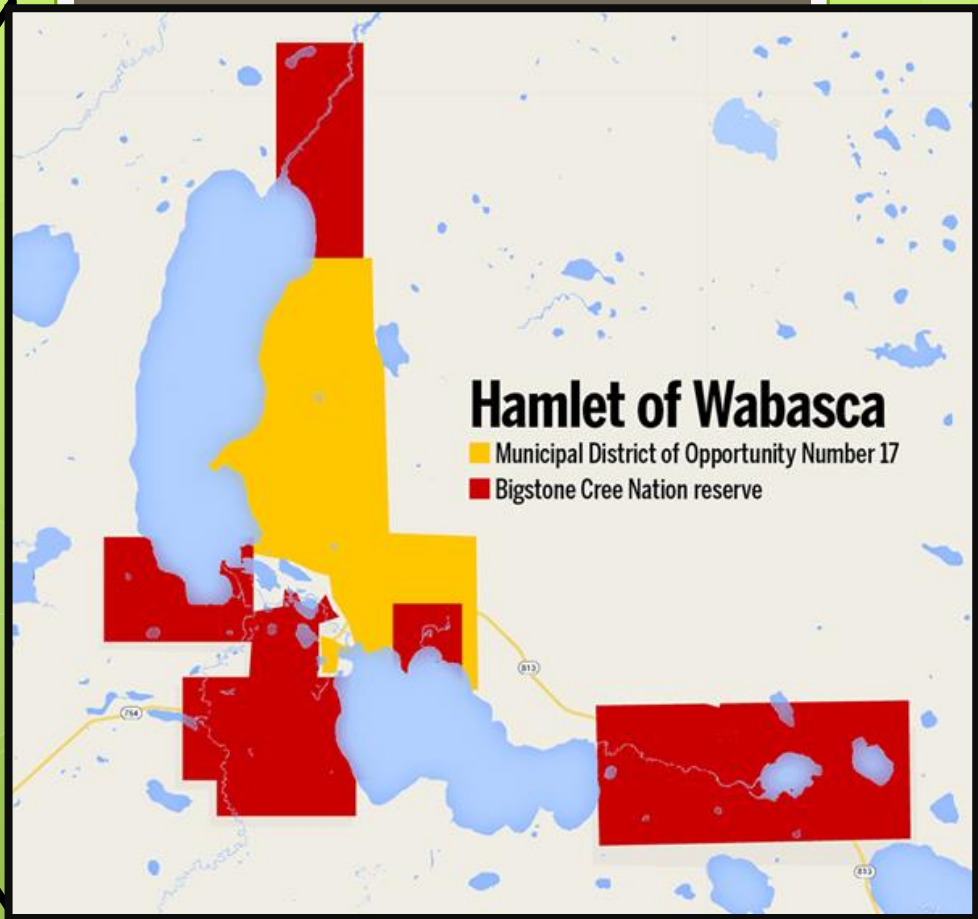 Hamlet of Wabasca
Municipal District of Opportunity Number 17
Bigstone Cree Nation reserve
813
754
813